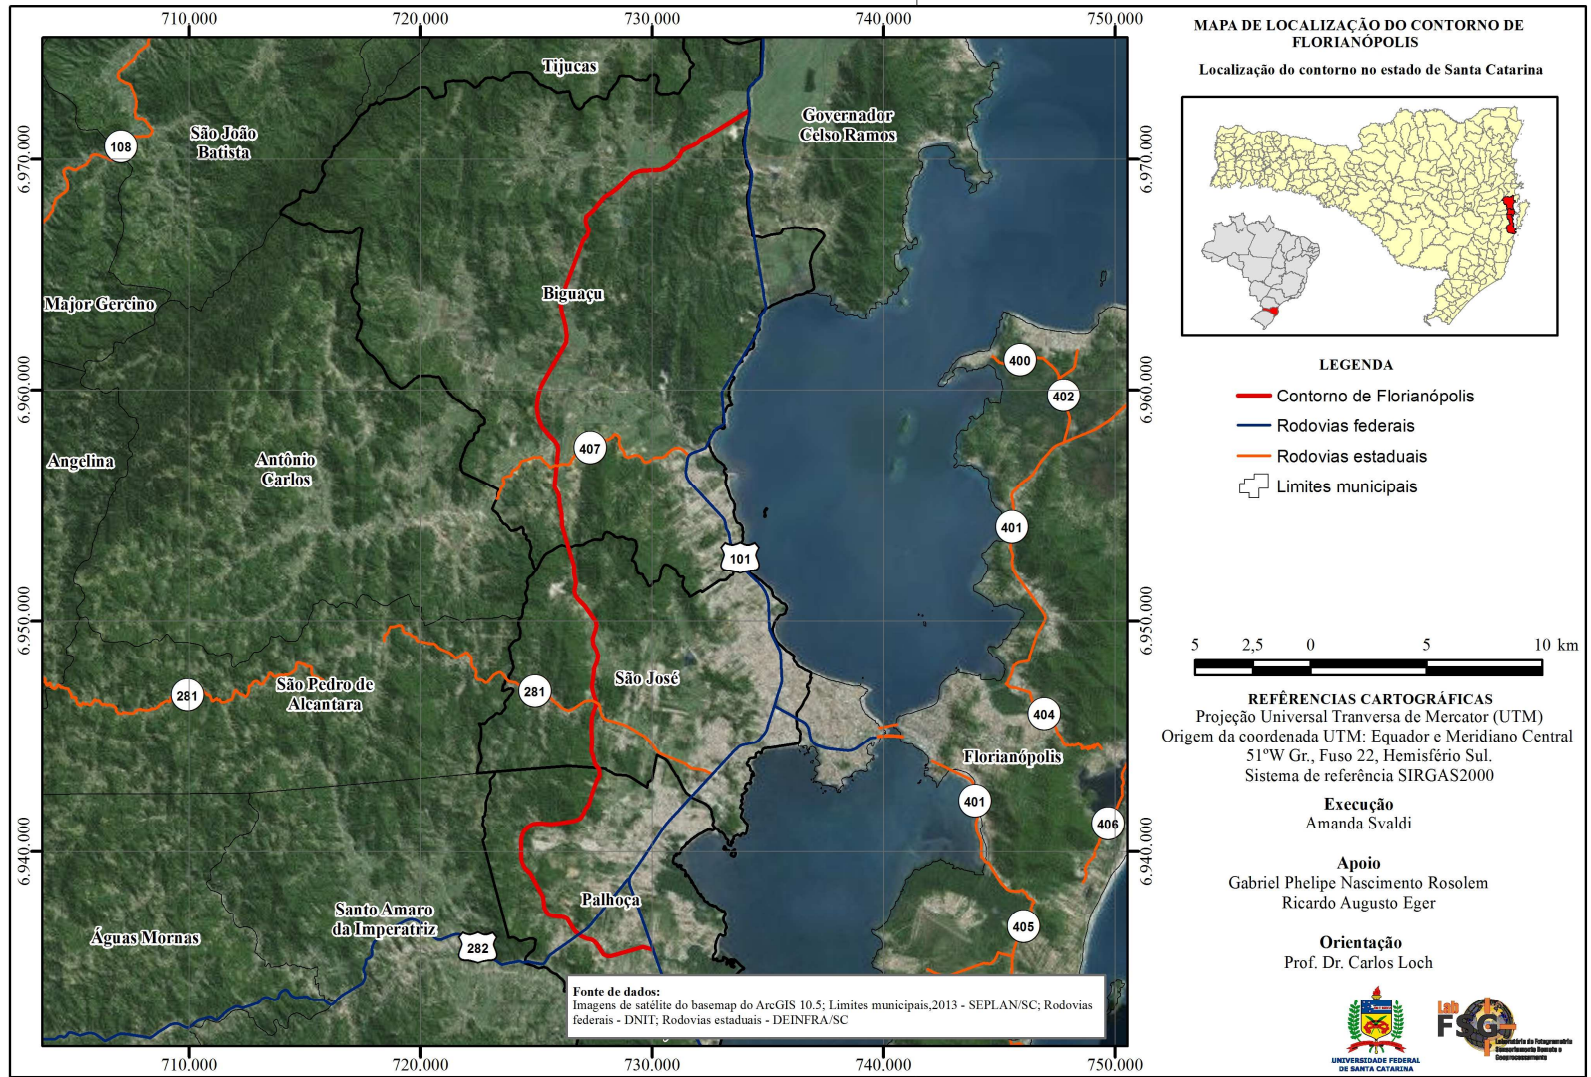 710.000
720.000
730.000
740.000
750.000
6.970.000
6.960.000
6.950.000
6.940.000
Tijucas
Governador
Celso Ramos
São João
Batista
108
Major Gercino
Biguaçu
400
402
Angelina
Antônio
Carlos
407
401
101
São José
281
São Pedro de
Alcantara
281
404
Florianópolis
401
406
Palhoça
Santo Amaro
da Imperatriz
Águas Mornas
282
405
Fonte de dados:
Imagens de satélite do basemap do ArcGIS 10.5; Limites municipais,2013 - SEPLAN/SC; Rodovias
federais - DNIT; Rodovias estaduais - DEINFRA/SC
6.970.000
6.960.000
6.950.000
6.940.000
710.000
720.000
730.000
740.000
750.000
MAPA DE LOCALIZAÇÃO DO CONTORNO DE
FLORIANÓPOLIS
Localização do contorno no estado de Santa Catarina
LEGENDA
Contorno de Florianópolis
Rodovias federais
Rodovias estaduais
Limites municipais
5 2,5 0 5 10 km
REFÊRENCIAS CARTOGRÁFICAS
Projeção Universal Tranversa de Mercator (UTM)
Origem da coordenada UTM: Equador e Meridiano Central
51ºW Gr., Fuso 22, Hemisfério Sul.
Sistema de referência SIRGAS2000
Execução
Amanda Svaldi
Apoio
Gabriel Phelipe Nascimento Rosolem
Ricardo Augusto Eger
Orientação
Prof. Dr. Carlos Loch
UNIVERSIDADE FEDERAL
DE SANTA CATARINA
Lab
FSG
Laboratório de Fotogrametria
Sensoriamento Remoto e
Geoprocessamento